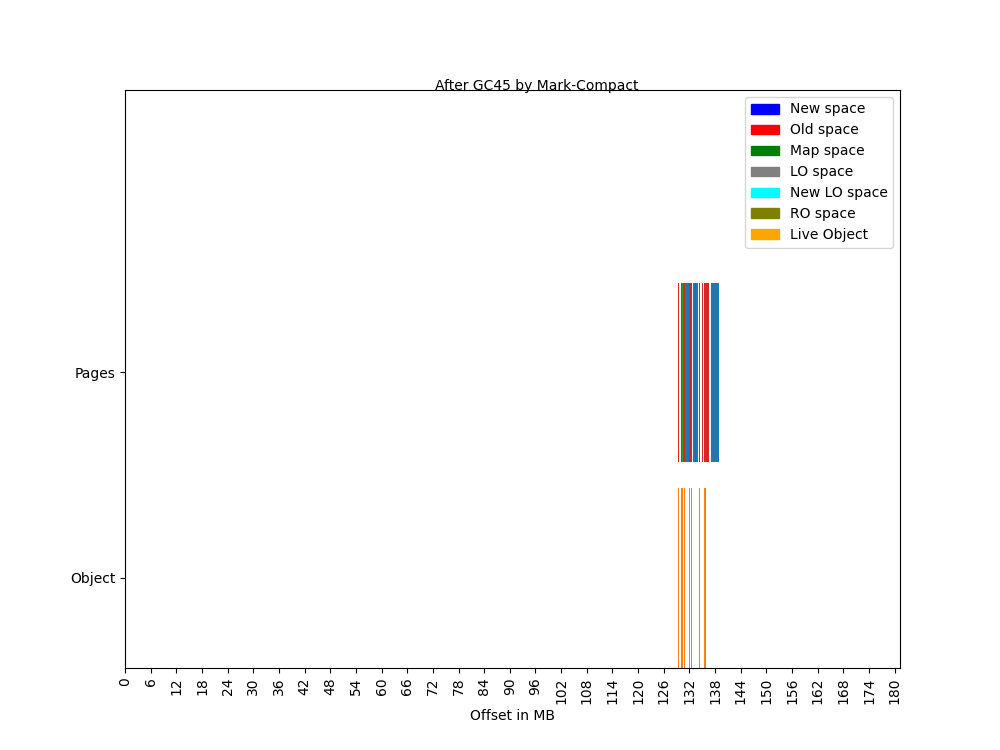 After GC45 by Mark-Compact
New space
Old space
Map space
LO space
New LO space
RO space
Live Object
Pages
Object
0 6 12 18 24 30 36 42 48 54 60 66 72 78 84 90 96 102 108 114 120 126 132 138 144 150 156 162 168 174 180
Offset in MB